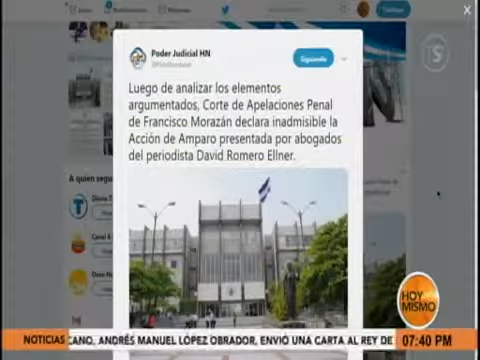 Poder Judicial HN
Siguiendo
Luego de analizar los elementos
argumentados, Corte de Apelaciones Penal
de Francisco Morazán declara inadmisible la
Acción de Amparo presentada por abogados
del periodista David Romero Ellner.
A quien
HOY
MISMO
NOTICIAS
CANO, ANDRÉS MANUEL LÓPEZ OBRADOR, ENVIÓ UNA CARTA AL REY DE
07:40 PM